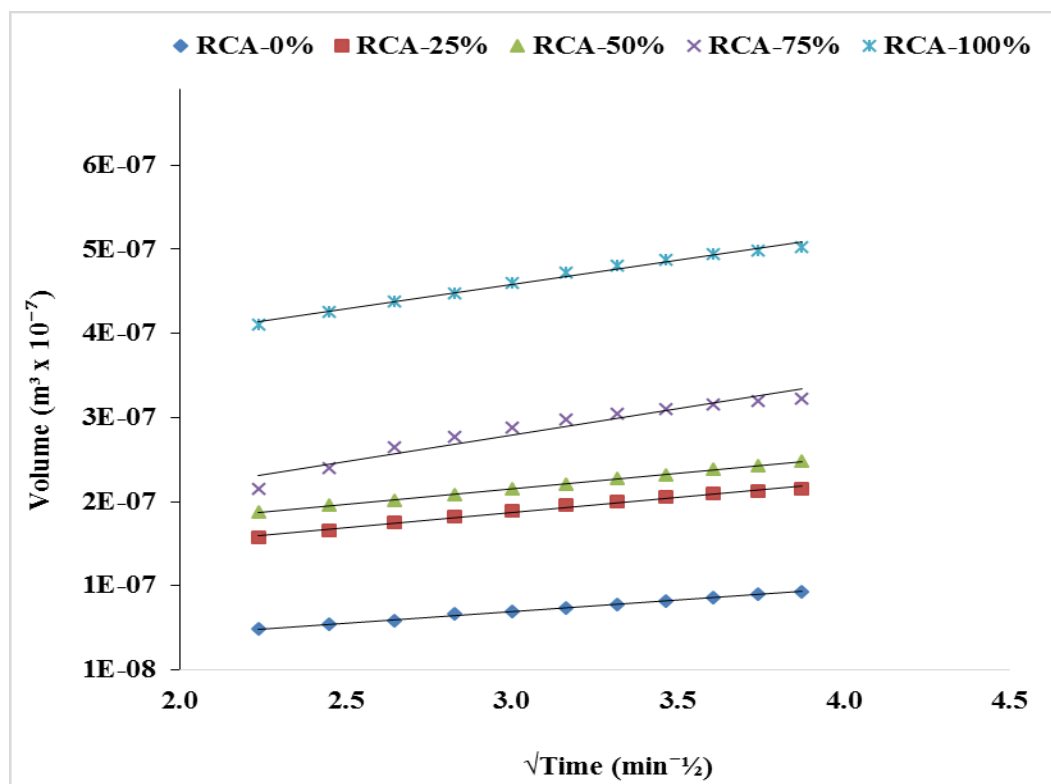 RCA-0% RCA-25% RCA-50% RCA-75% RCA-100%
6E-07
5E-07
4E-07
3E-07
2E-07
1E-07
1E-08
Volume (m³ x 10⁻⁷)
2.0 2.5 3.0 3.5 4.0 4.5
√Time (min⁻½)